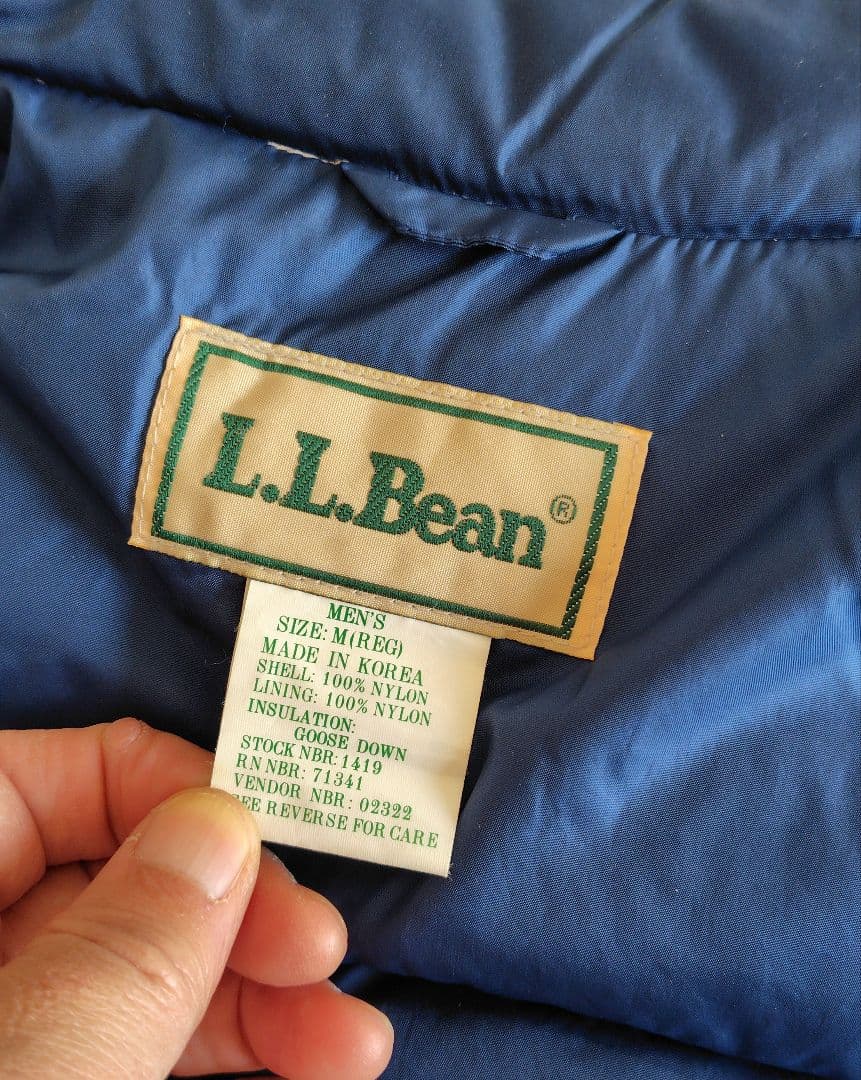 L.L.Bean®
MEN'S
SIZE: M(REG)
MADE IN KOREA
SHELL: 100% NYLON
LINING: 100% NYLON
INSULATION:
GOOSE DOWN
STOCK NBR:1419
RN NBR: 71341
VENDOR NBR: 02322
SEE REVERSE FOR CARE